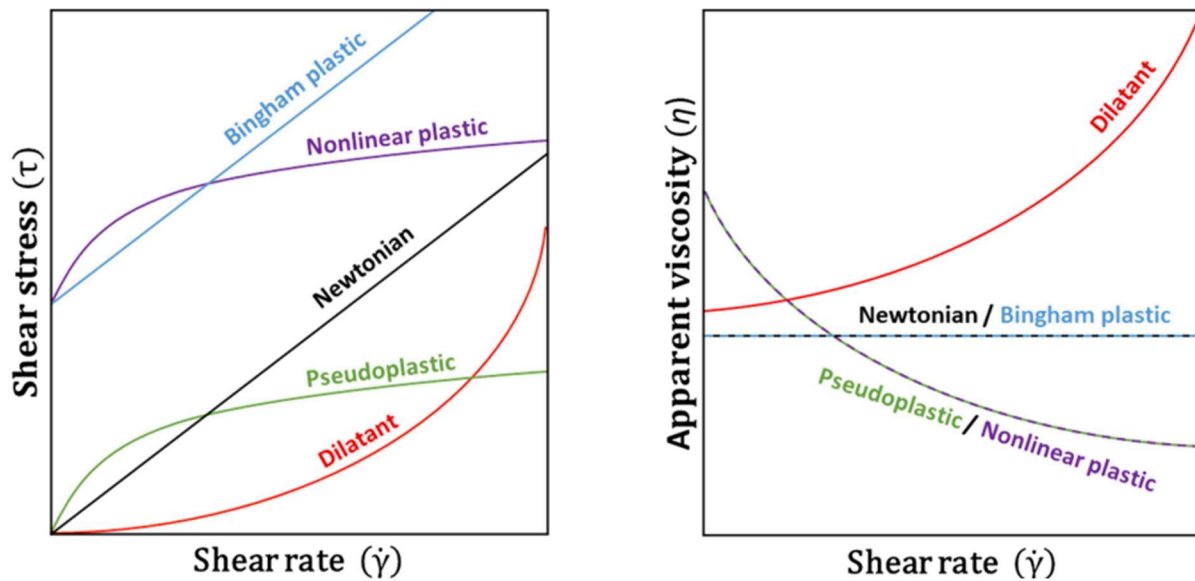 Shear stress (τ)
Bingham plastic
Nonlinear plastic
Newtonian
Pseudoplastic
Dilatant
Shear rate (γ̇)
Apparent viscosity (η)
Dilatant
Newtonian / Bingham plastic
Pseudoplastic / Nonlinear plastic
Shear rate (γ̇)